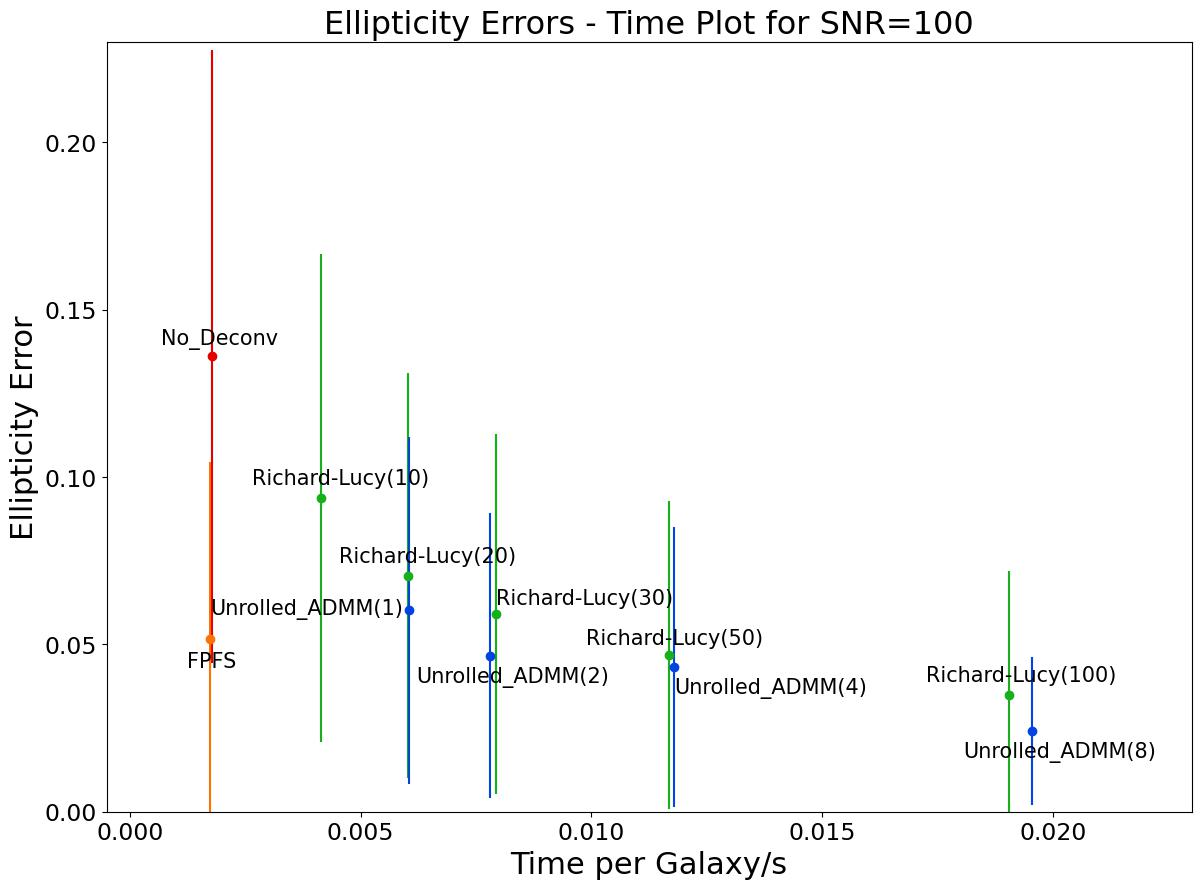 Ellipticity Errors - Time Plot for SNR=100
Ellipticity Error
0.20
0.15
0.10
0.05
0.00
No_Deconv
Richard-Lucy(10)
Richard-Lucy(20)
Richard-Lucy(30)
Unrolled_ADMM(1)
Richard-Lucy(50)
FPFS
Unrolled_ADMM(2)
Unrolled_ADMM(4)
Richard-Lucy(100)
Unrolled_ADMM(8)
0.000
0.005
0.010
0.015
0.020
Time per Galaxy/s